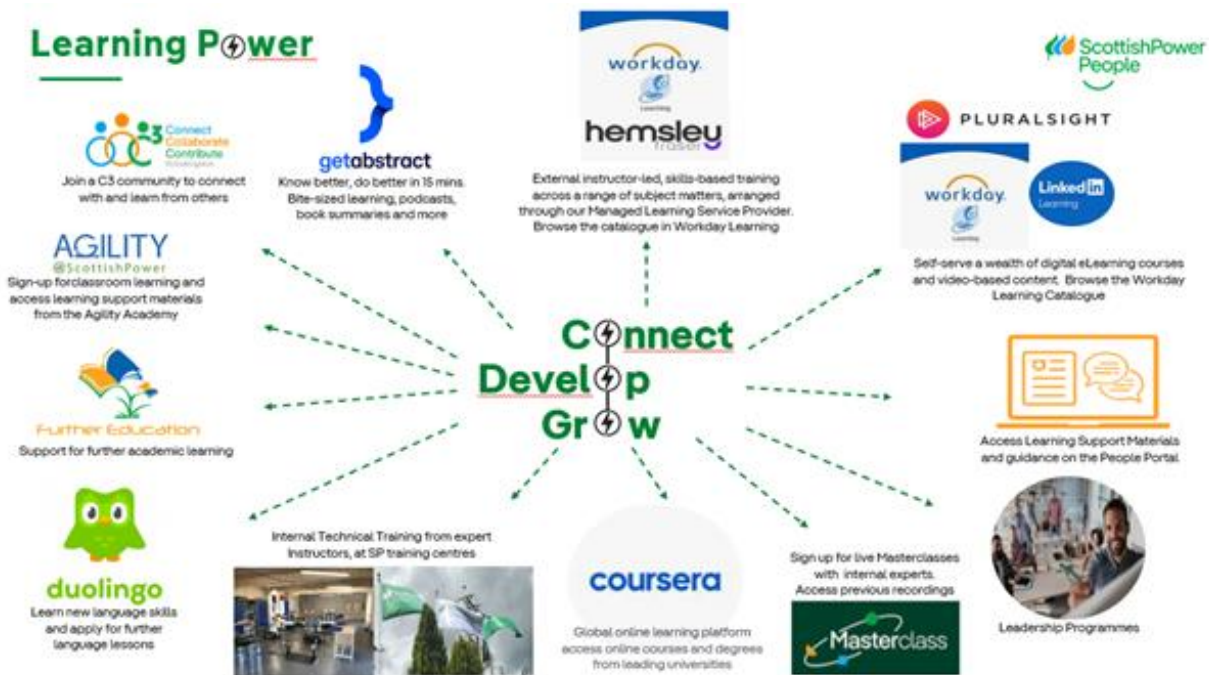 Learning Power
ScottishPower
People
C3 Connect
Collaborate
Contribute
Join a C3 community to connect
with and learn from others
getabstract
Know better, do better in 15 mins.
Bite-sized learning, podcasts,
book summaries and more
workday.
Learning
hemsley
fraser
External instructor-led, skills-based training
across a range of subject matters, arranged
through our Managed Learning Service Provider.
Browse the catalogue in Workday Learning
PLURALSIGHT
workday.
Learning
Linked in
Learning
Self-serve a wealth of digital eLearning courses
and video-based content. Browse the Workday
Learning Catalogue
AGILITY
@ScottishPower
Sign-up forclassroom learning and
access learning support materials
from the Agility Academy
Connect
Develop
Grow
Further Education
Support for further academic learning
Access Learning Support Materials
and guidance on the People Portal
duolingo
Learn new language skills
and apply for further
language lessons
Internal Technical Training from expert
Instructors, at SP training centres
coursera
Global online learning platform
access online courses and degrees
from leading universities
Sign up for live Masterclasses
with internal experts.
Access previous recordings
Masterclass
Leadership Programmes